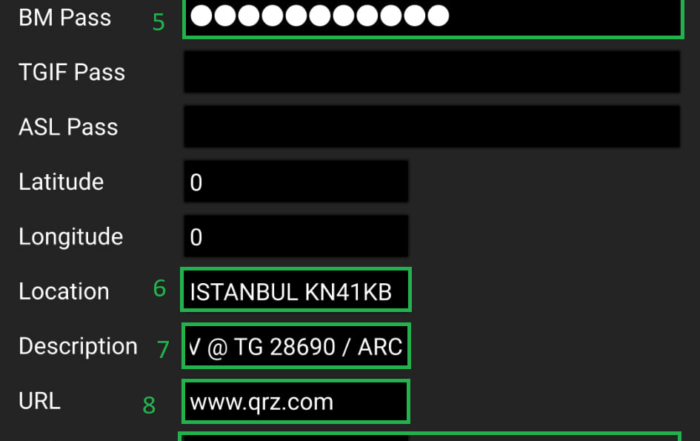 BM Pass 5 ●●●●●●●●●●●
TGIF Pass
ASL Pass
Latitude 0
Longitude 0
Location 6 ISTANBUL KN41KB
Description 7 @ TG 28690 / ARC
URL 8 www.qrz.com